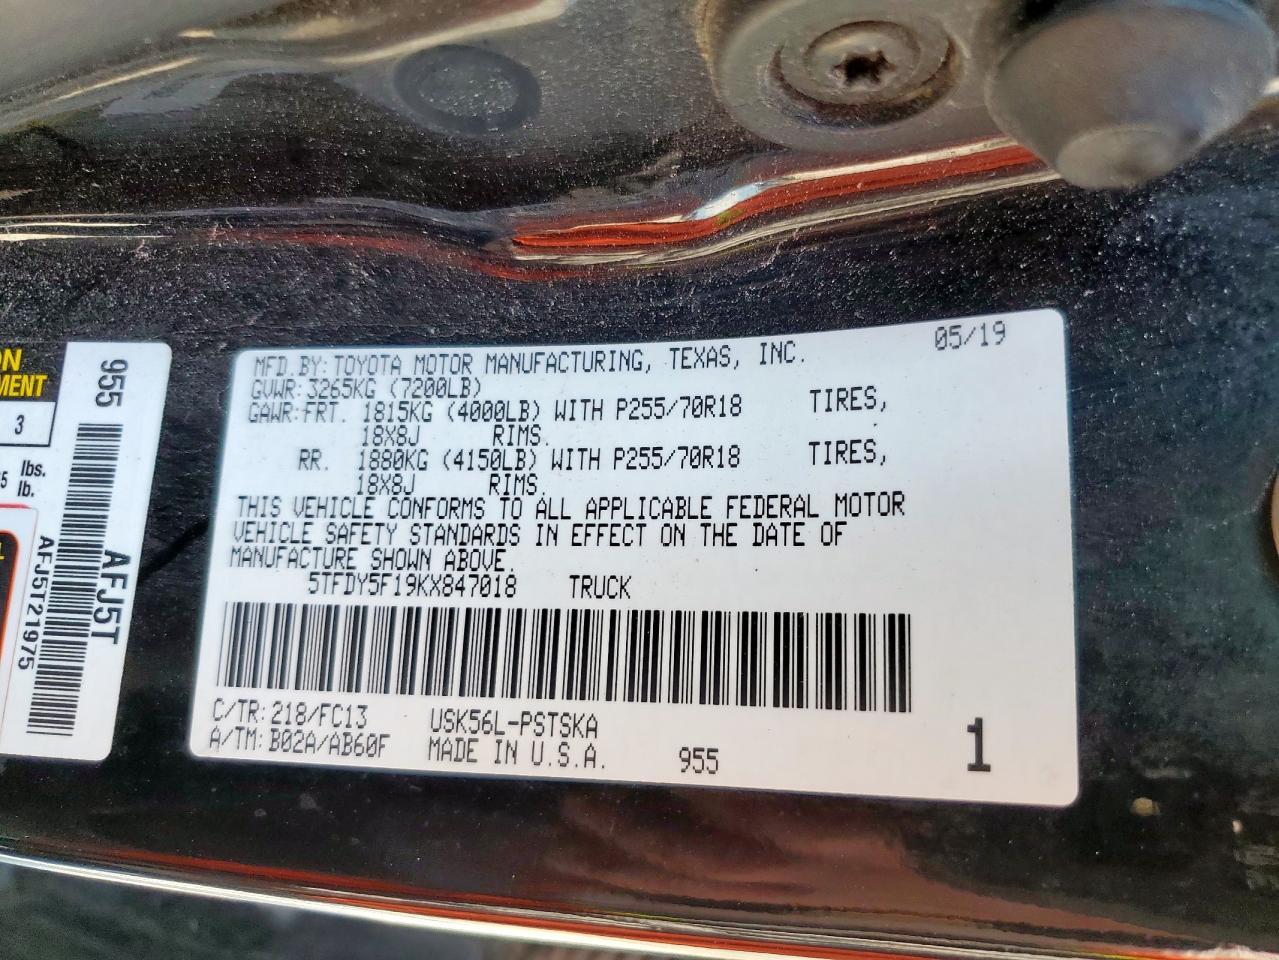 MFD. BY: TOYOTA MOTOR MANUFACTURING, TEXAS, INC. 05/19
GVWR: 3265KG (7200LB)
GAWR: FRT. 1815KG (4000LB) WITH P255/70R18 TIRES,
18X8J RIMS.
RR. 1880KG (4150LB) WITH P255/70R18 TIRES,
18X8J RIMS.
THIS VEHICLE CONFORMS TO ALL APPLICABLE FEDERAL MOTOR
VEHICLE SAFETY STANDARDS IN EFFECT ON THE DATE OF
MANUFACTURE SHOWN ABOVE.
5TFDY5F19KX847018 TRUCK
C/TR: 218/FC13 USK56L-PSTSKA
A/TM: B02A/AB60F MADE IN U.S.A. 955 1
955
AFJ5T
AFJ5T21975
ON
MENT
3
lbs.
lb.